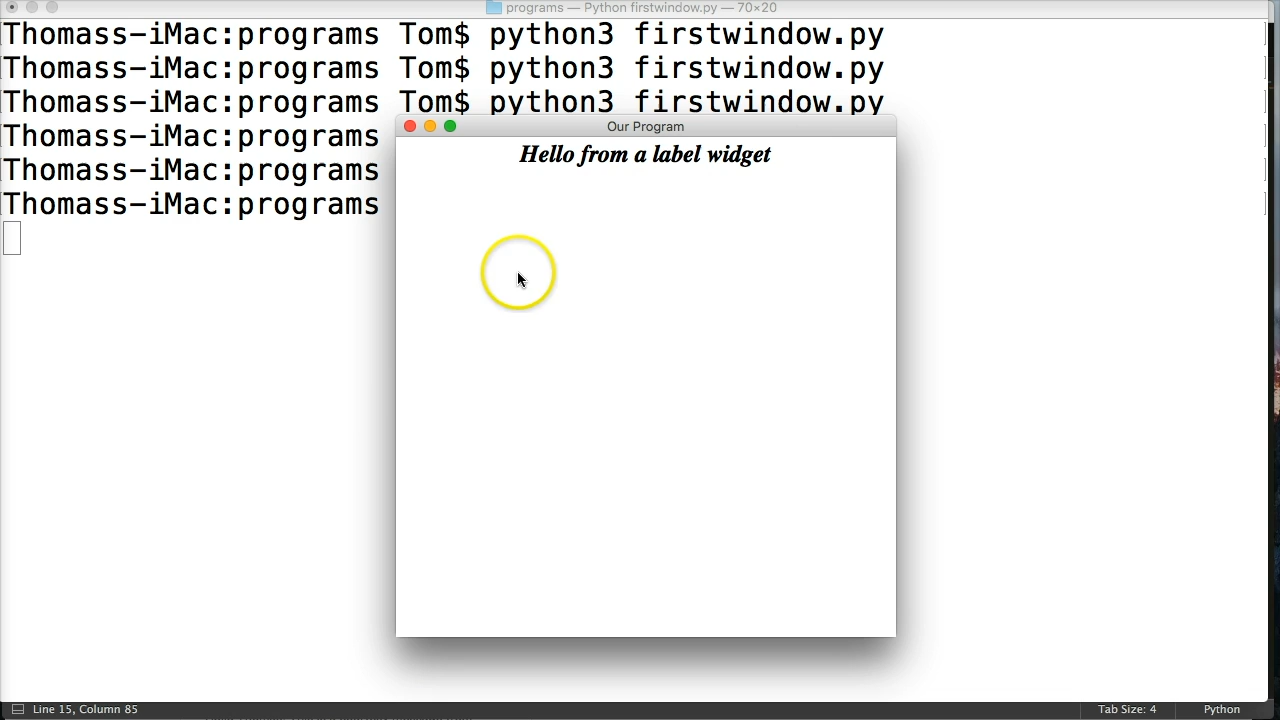 programs — Python firstwindow.py — 70×20
Thomass-iMac:programs Tom$ python3 firstwindow.py
Thomass-iMac:programs Tom$ python3 firstwindow.py
Thomass-iMac:programs Tom$ python3 firstwindow.py
Thomass-iMac:programs
Thomass-iMac:programs
Thomass-iMac:programs
Our Program
Hello from a label widget
Line 15, Column 85
Tab Size: 4
Python